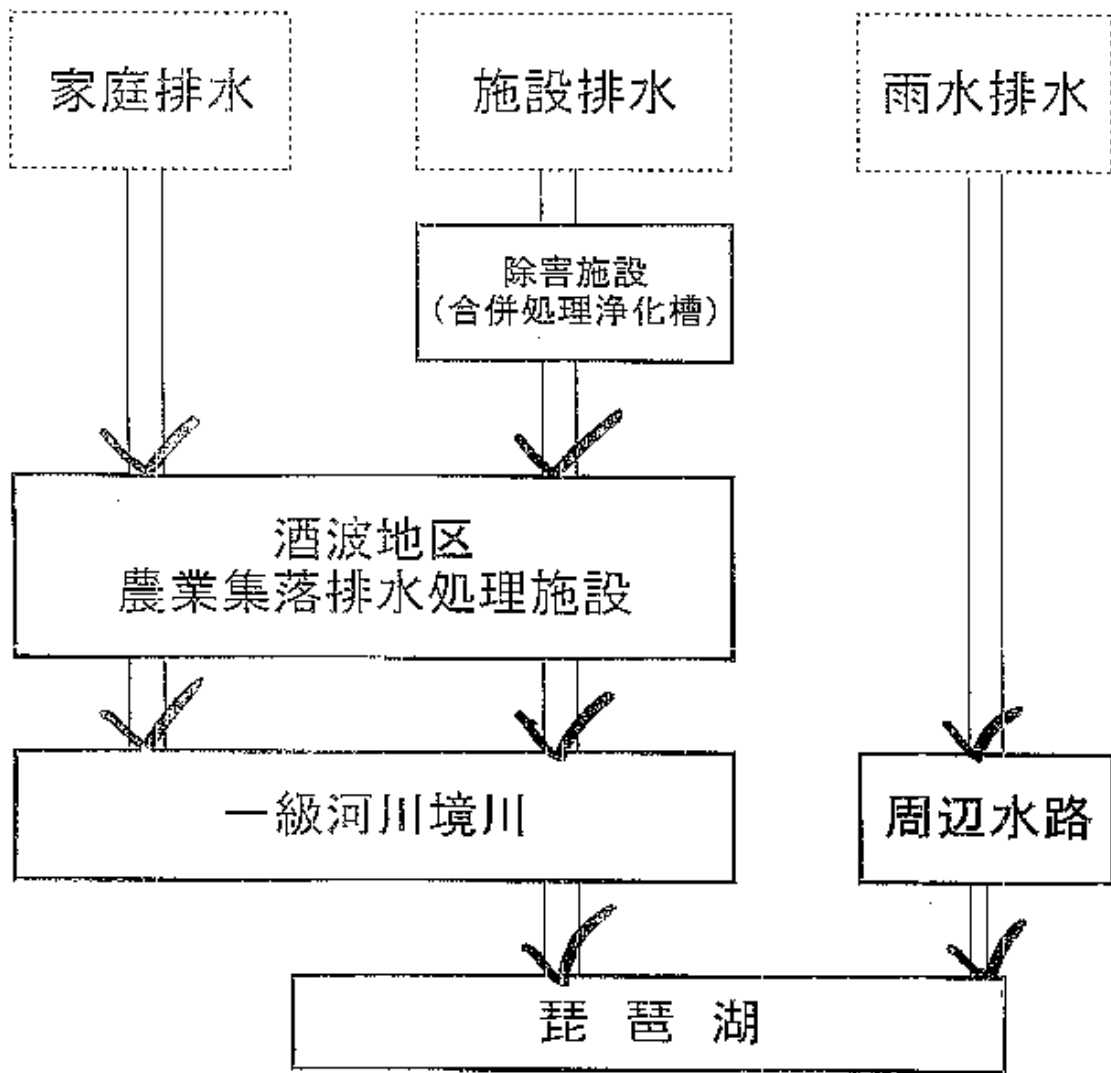 家庭排水
施設排水
雨水排水
除害施設
（合併処理浄化槽）
酒波地区
農業集落排水処理施設
一級河川境川
周辺水路
琵琶湖